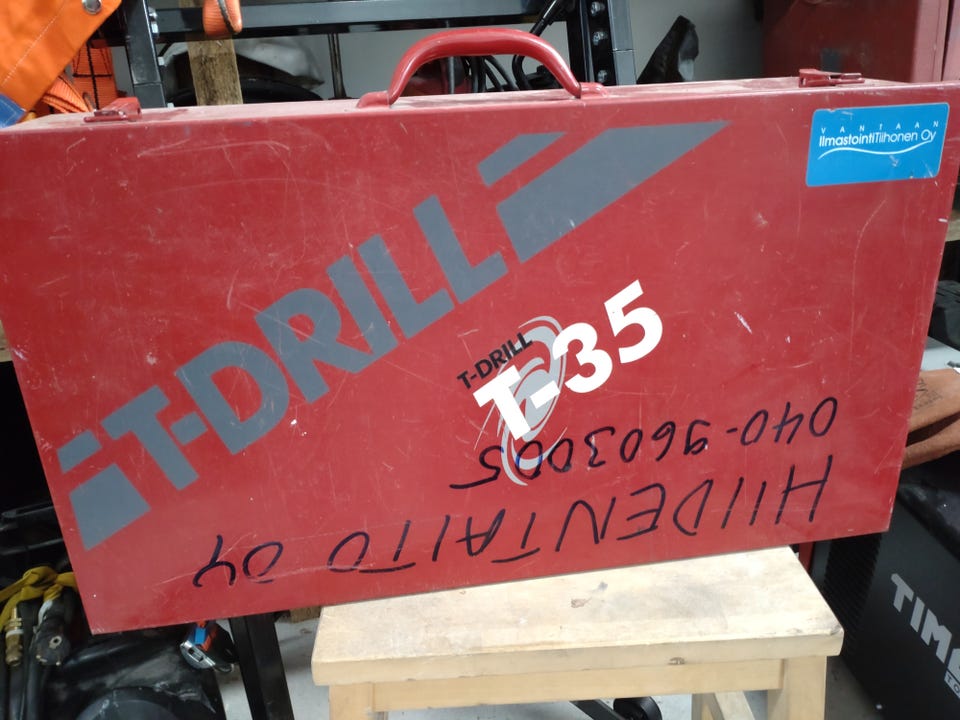 VANTAAN
IlmastointiTiihonen Oy
T-DRILL
T-DRILL
T-35
HIIDENTAITO OY
040-9603005